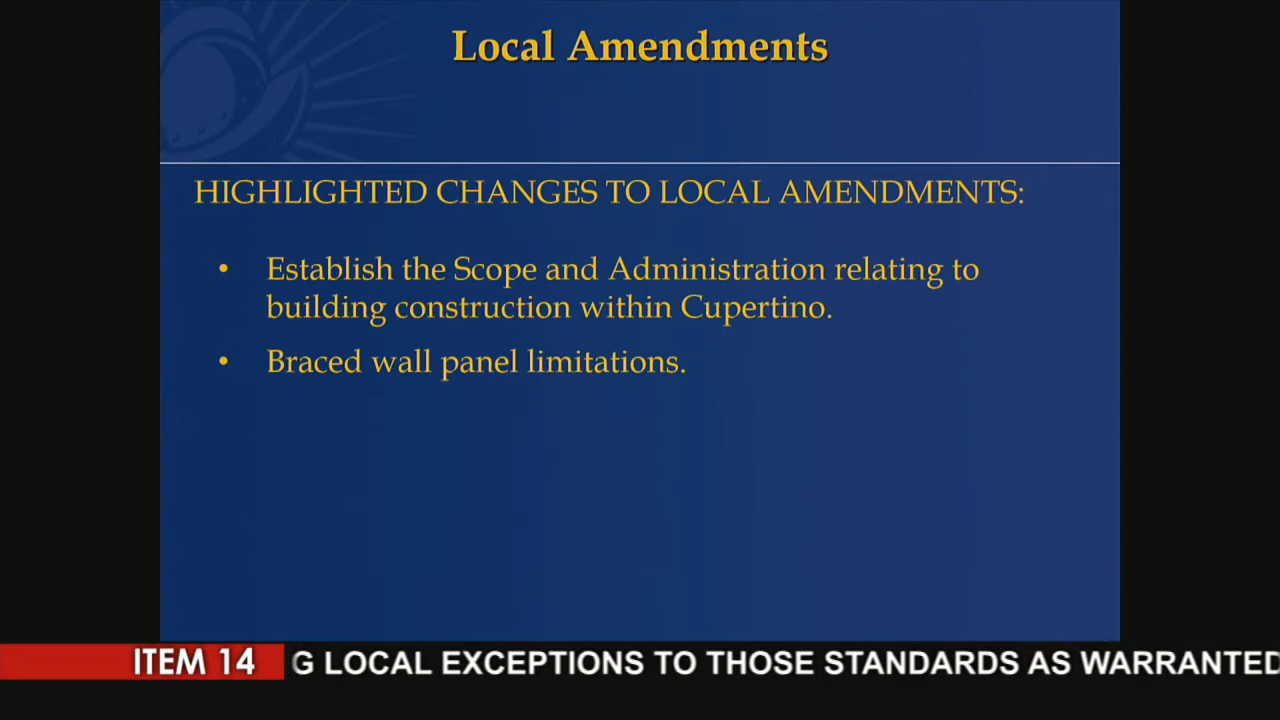 Local Amendments
HIGHLIGHTED CHANGES TO LOCAL AMENDMENTS:
• Establish the Scope and Administration relating to
building construction within Cupertino.
• Braced wall panel limitations.
ITEM 14 G LOCAL EXCEPTIONS TO THOSE STANDARDS AS WARRANTED